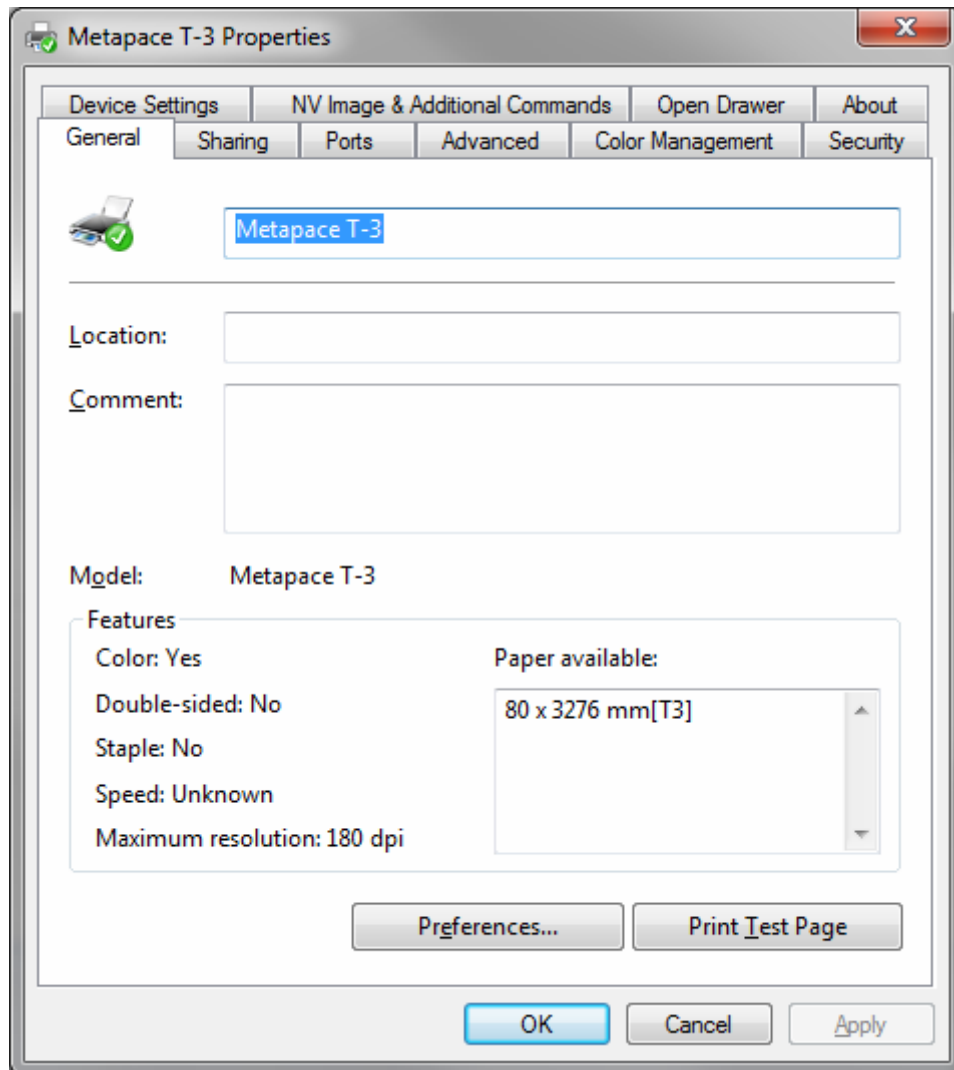 Metapace T-3 Properties
Device Settings NV Image & Additional Commands Open Drawer About
General Sharing Ports Advanced Color Management Security
Metapace T-3
Location:
Comment:
Model: Metapace T-3
Features
Color: Yes Paper available:
Double-sided: No 80 x 3276 mm[T3]
Staple: No
Speed: Unknown
Maximum resolution: 180 dpi
Preferences... Print Test Page
OK Cancel Apply